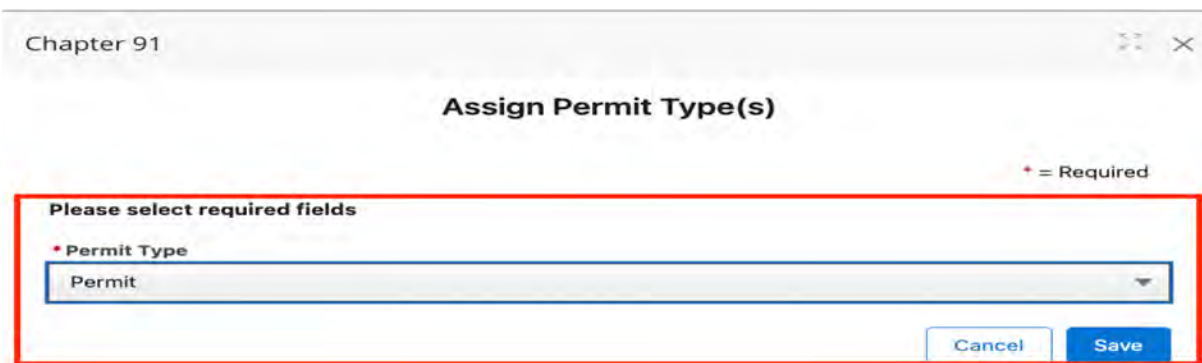 Chapter 91
Assign Permit Type(s)
* = Required
Please select required fields
* Permit Type
Permit
Cancel Save